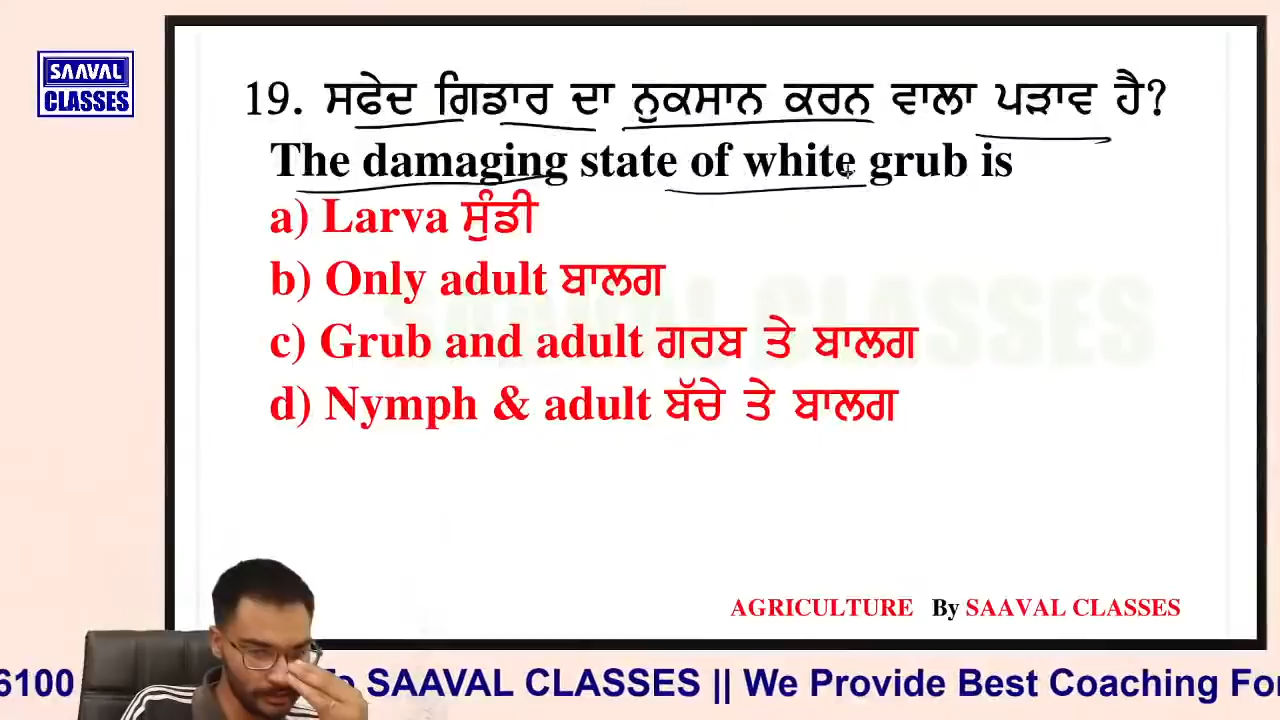 SAAVAL
CLASSES
19. ਸਫੇਦ ਗਿਡਾਰ ਦਾ ਨੁਕਸਾਨ ਕਰਨ ਵਾਲਾ ਪੜਾਵ ਹੈ?
The damaging state of white grub is
a) Larva ਸੁੰਡੀ
b) Only adult ਬਾਲਗ
c) Grub and adult ਗਰਬ ਤੇ ਬਾਲਗ
d) Nymph & adult ਬੱਚੇ ਤੇ ਬਾਲਗ
SAAVAL CLASSES
AGRICULTURE By SAAVAL CLASSES
6100 SAAVAL CLASSES || We Provide Best Coaching For